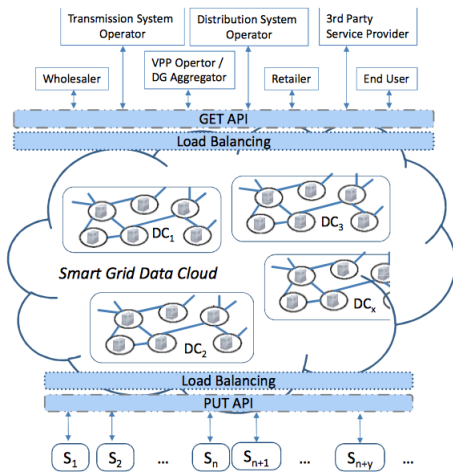 Transmission System
Operator
Distribution System
Operator
3rd Party
Service Provider
Wholesaler
VPP Opertor /
DG Aggregator
Retailer
End User
GET API
Load Balancing
DC1
DC3
Smart Grid Data Cloud
DC2
DCx
Load Balancing
PUT API
S1 S2 ... Sn Sn+1 ... Sn+y ...